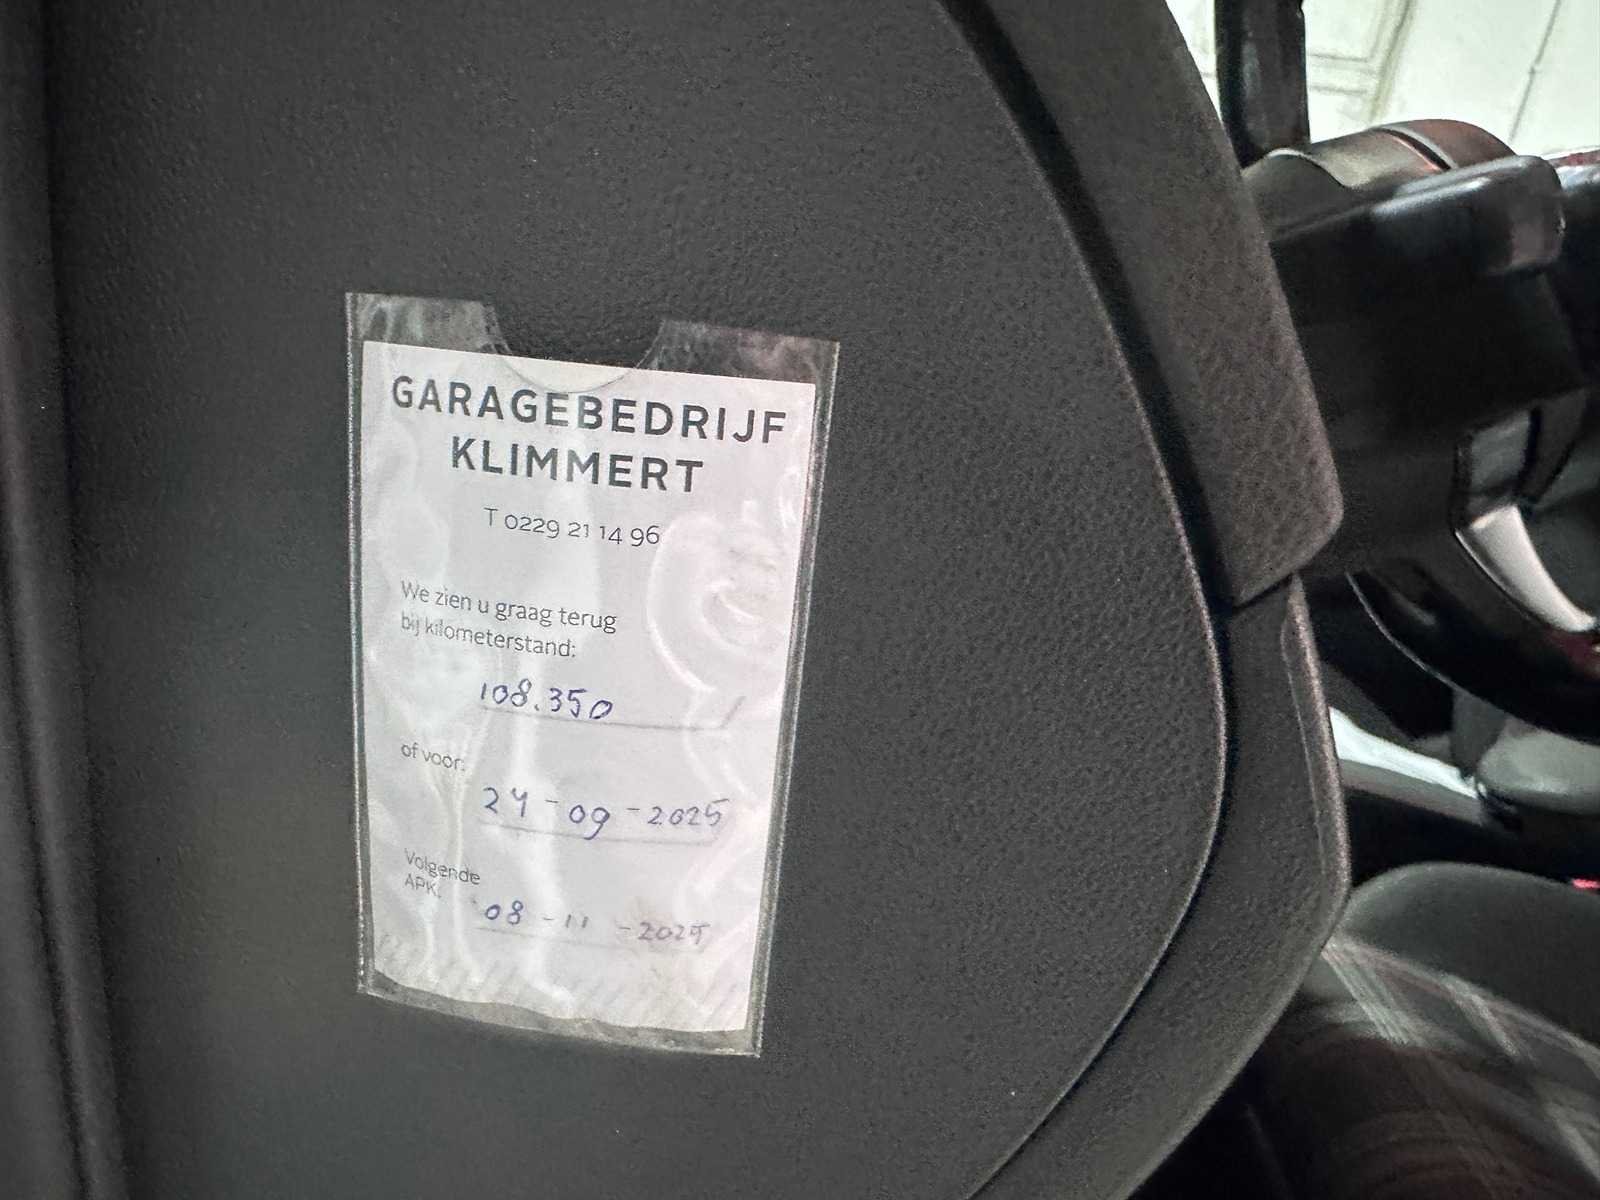 GARAGEBEDRIJF
KLIMMERT
T 0229 21 14 96
We zien u graag terug
bij kilometerstand:
108.350
of voor:
24-09-2025
Volgende
APK:
08-11-2025